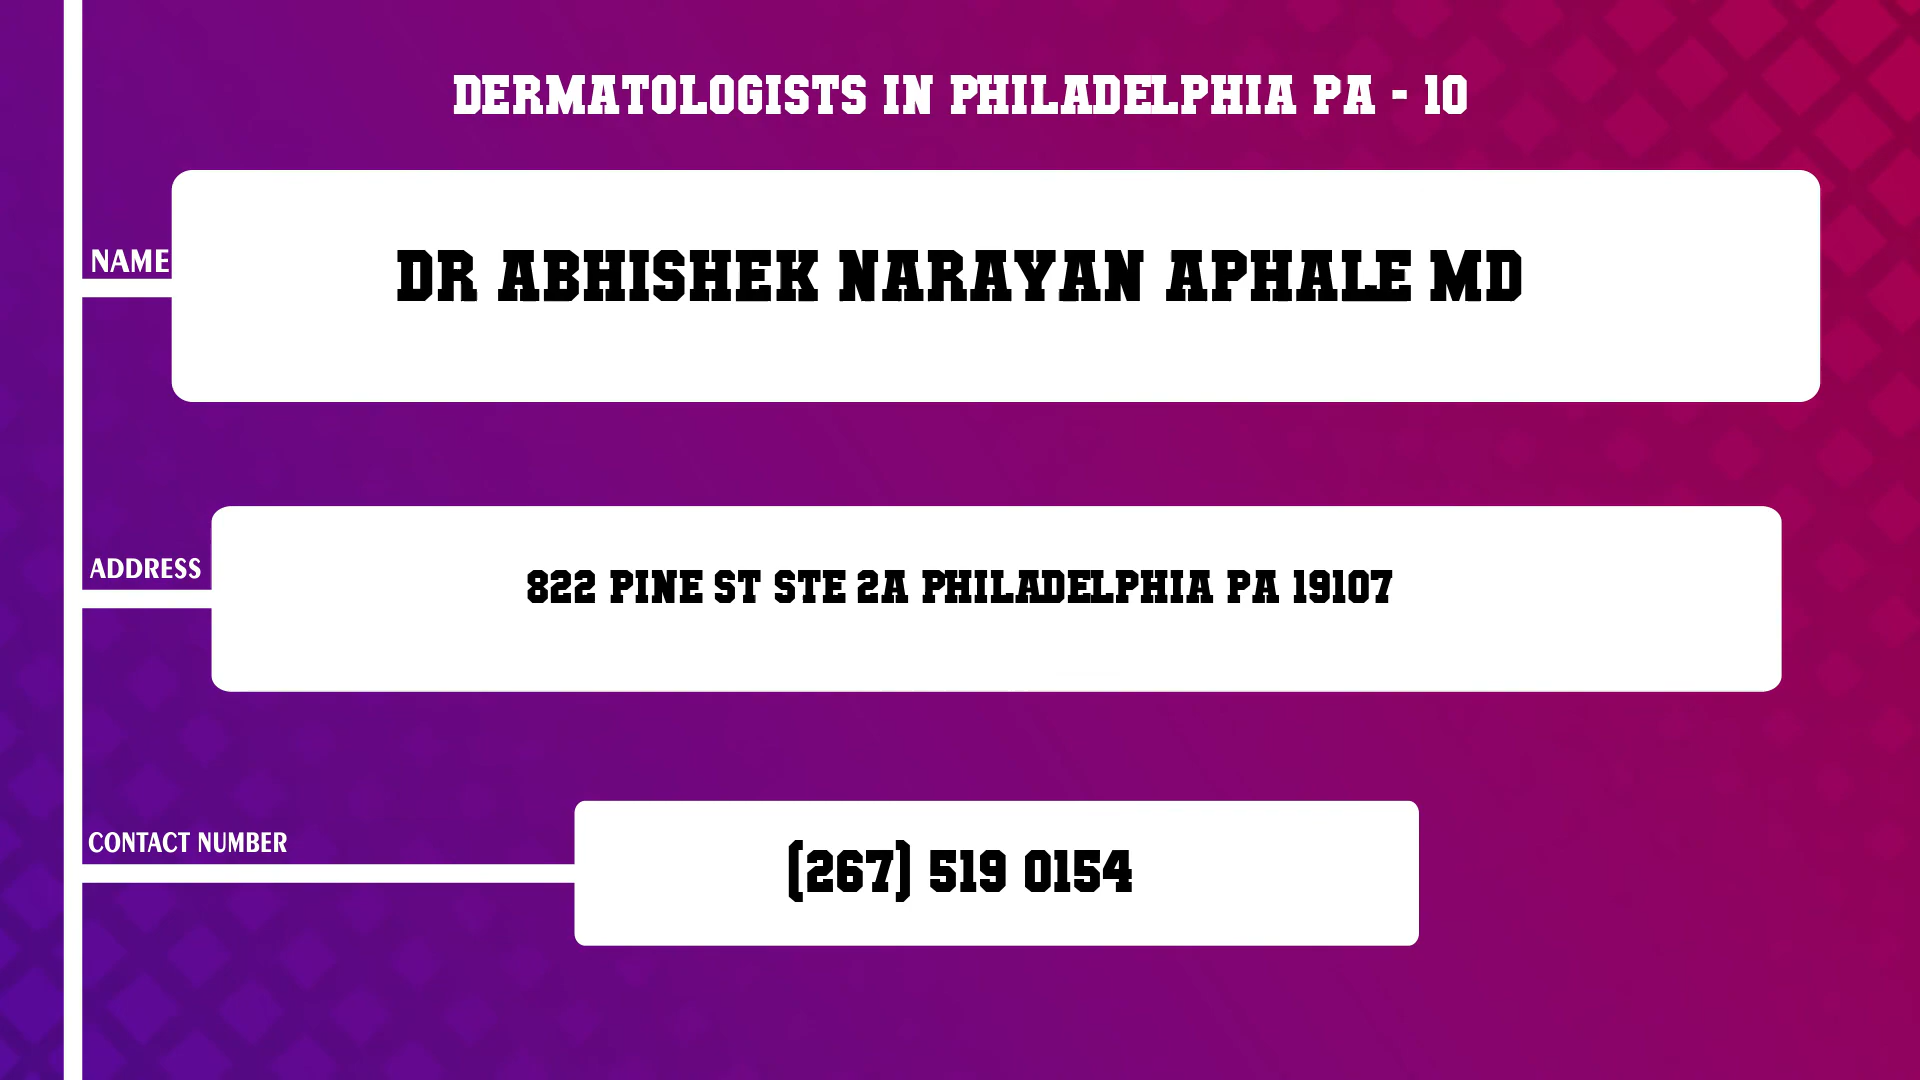 DERMATOLOGISTS IN PHILADELPHIA PA - 10
NAME
DR ABHISHEK NARAYAN APHALE MD
ADDRESS
822 PINE ST STE 2A PHILADELPHIA PA 19107
CONTACT NUMBER
(267) 519 0154